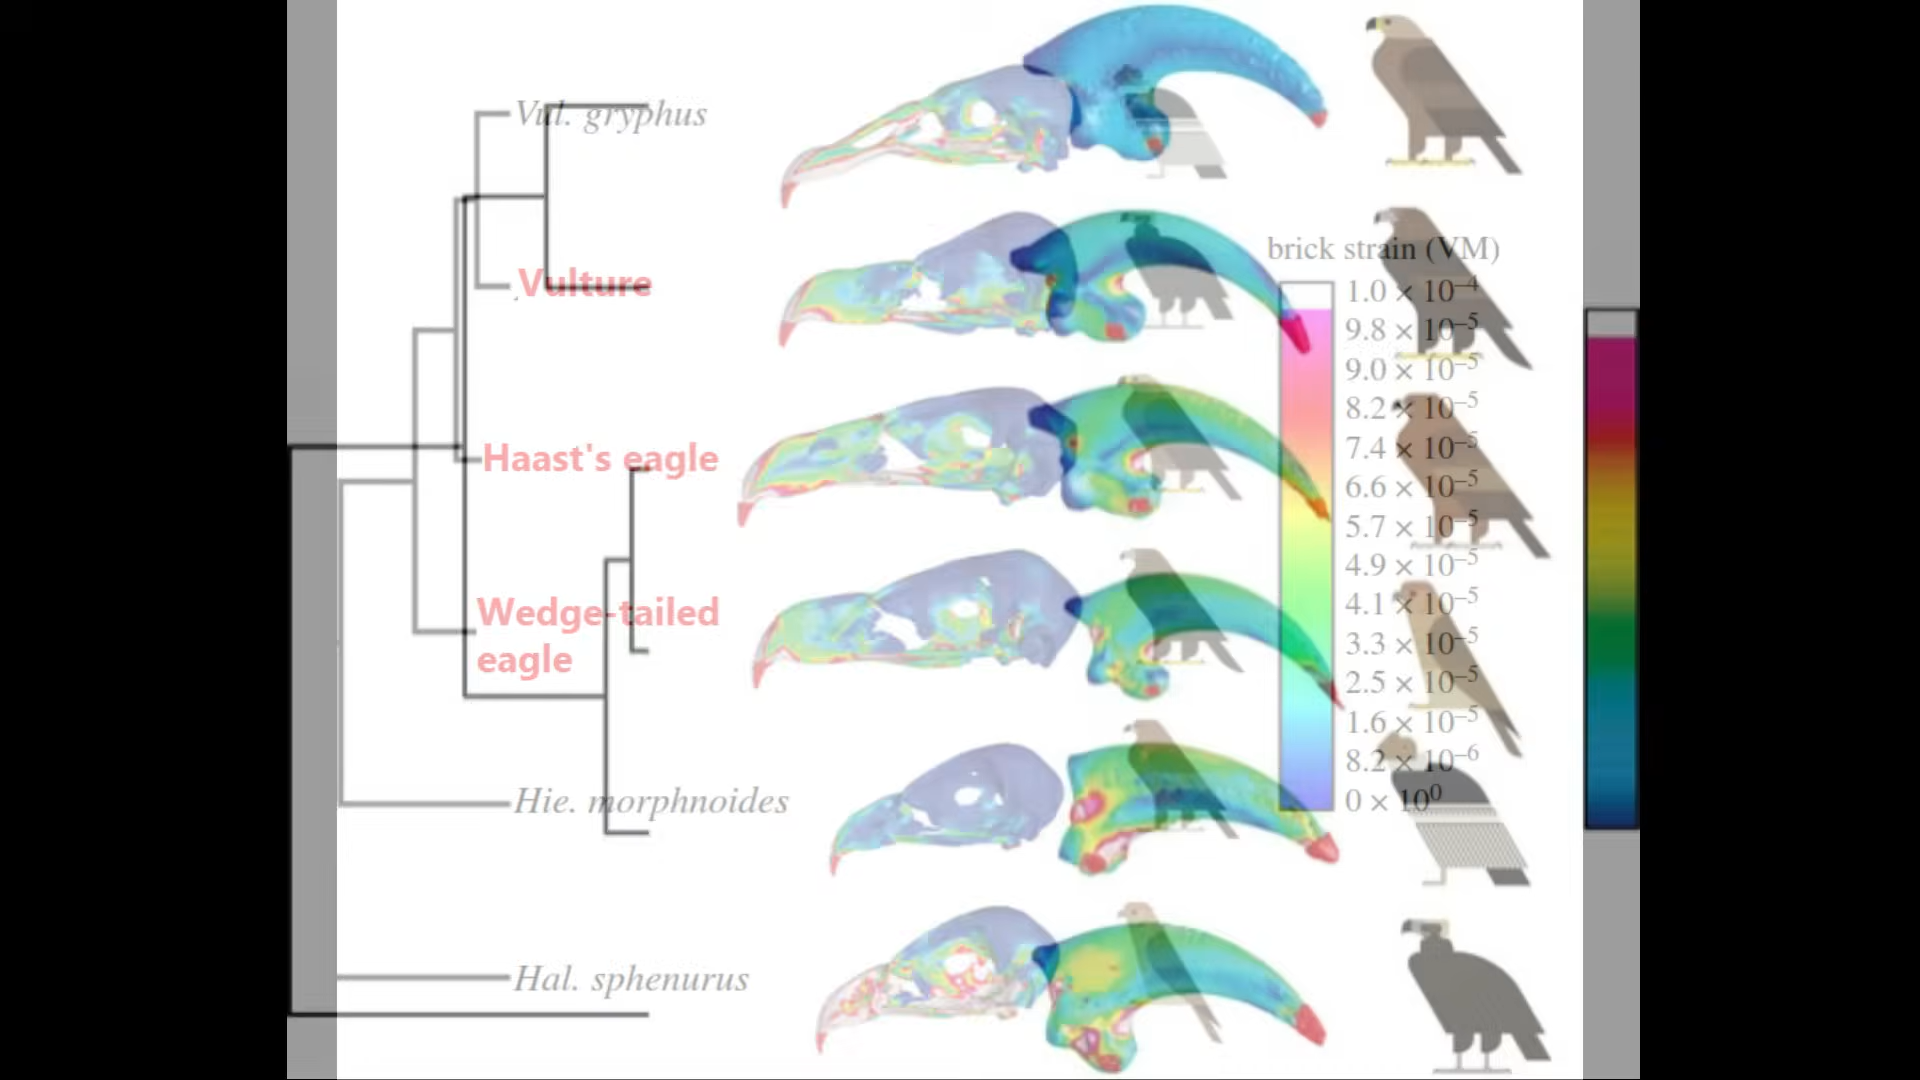 Vul. gryphus
Vulture
Haast's eagle
Wedge-tailed
eagle
Hie. morphnoides
Hal. sphenurus
brick strain (VM)
1.0 × 10⁻⁴
9.8 × 10⁻⁵
9.0 × 10⁻⁵
8.2 × 10⁻⁵
7.4 × 10⁻⁵
6.6 × 10⁻⁵
5.7 × 10⁻⁵
4.9 × 10⁻⁵
4.1 × 10⁻⁵
3.3 × 10⁻⁵
2.5 × 10⁻⁵
1.6 × 10⁻⁵
8.2 × 10⁻⁶
0 × 10⁰